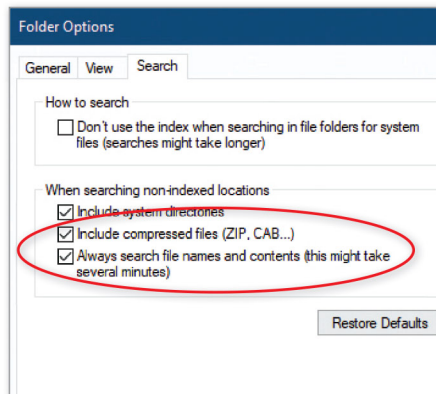 Folder Options
General View Search
How to search
Don't use the index when searching in file folders for system
files (searches might take longer)
When searching non-indexed locations
Include system directories
Include compressed files (ZIP, CAB...)
Always search file names and contents (this might take
several minutes)
Restore Defaults